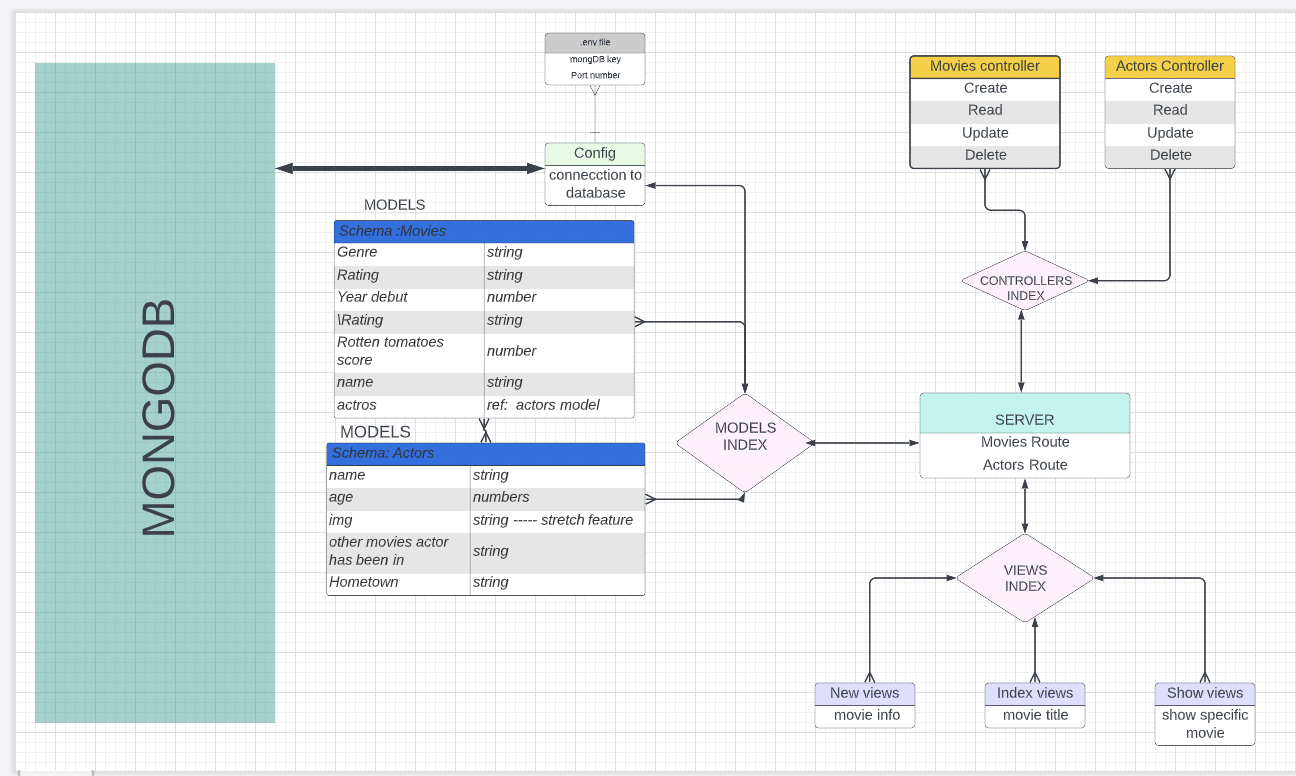 MONGODB
.env file
mongDB key
Port number
Config
connecction to
database
MODELS
Schema :Movies
Genre string
Rating string
Year debut number
\Rating string
Rotten tomatoes
score
number
name string
actros ref: actors model
MODELS
Schema: Actors
name string
age numbers
img string ----- stretch feature
other movies actor
has been in
string
Hometown string
MODELS
INDEX
Movies controller
Create
Read
Update
Delete
Actors Controller
Create
Read
Update
Delete
CONTROLLERS
INDEX
SERVER
Movies Route
Actors Route
VIEWS
INDEX
New views
movie info
Index views
movie title
Show views
show specific
movie